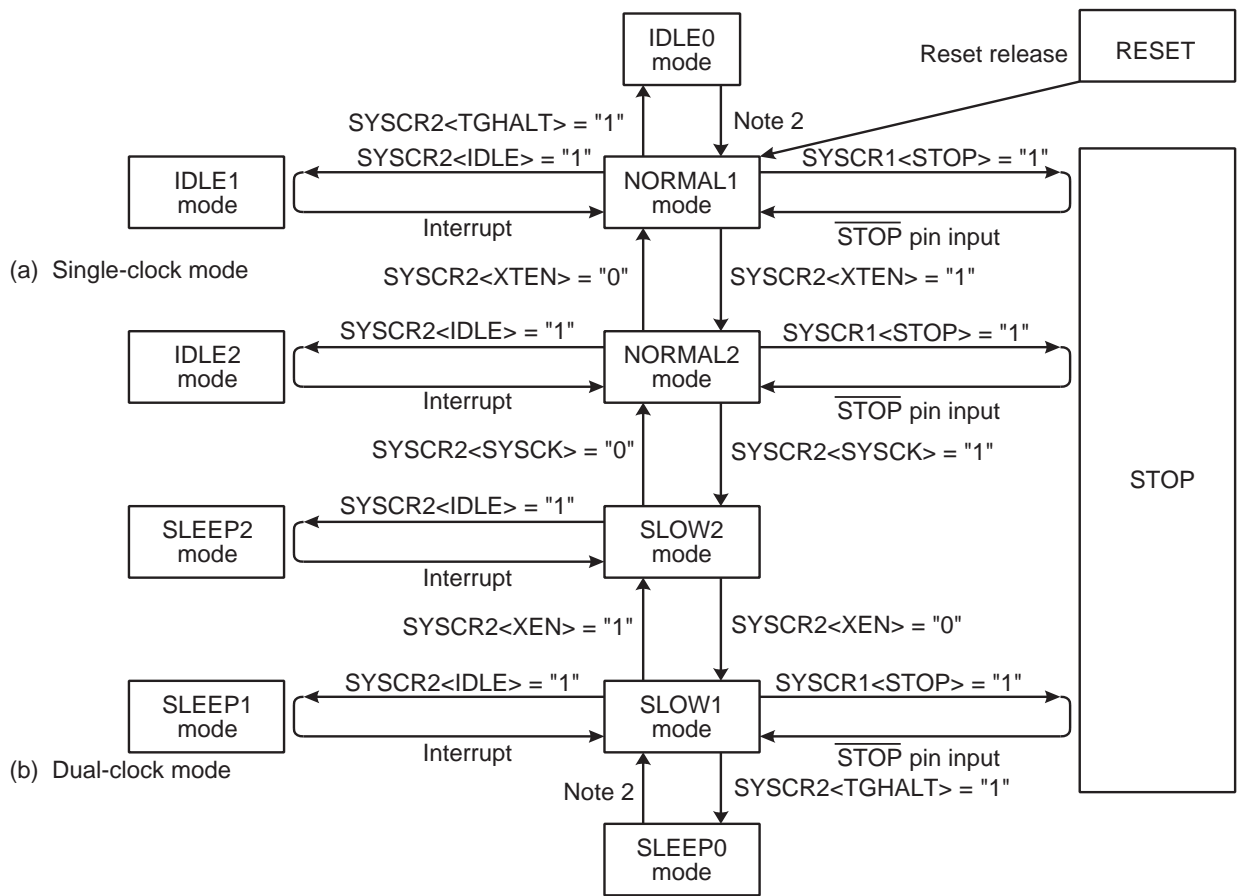 IDLE0
mode
Reset release
RESET
SYSCR2<TGHALT> = "1"
Note 2
SYSCR2<IDLE> = "1"
SYSCR1<STOP> = "1"
IDLE1
mode
NORMAL1
mode
Interrupt
STOP pin input
(a) Single-clock mode
SYSCR2<XTEN> = "0"
SYSCR2<XTEN> = "1"
SYSCR2<IDLE> = "1"
SYSCR1<STOP> = "1"
IDLE2
mode
NORMAL2
mode
Interrupt
STOP pin input
SYSCR2<SYSCK> = "0"
SYSCR2<SYSCK> = "1"
STOP
SYSCR2<IDLE> = "1"
SLEEP2
mode
SLOW2
mode
Interrupt
SYSCR2<XEN> = "1"
SYSCR2<XEN> = "0"
SYSCR2<IDLE> = "1"
SYSCR1<STOP> = "1"
SLEEP1
mode
SLOW1
mode
Interrupt
STOP pin input
(b) Dual-clock mode
Note 2
SYSCR2<TGHALT> = "1"
SLEEP0
mode